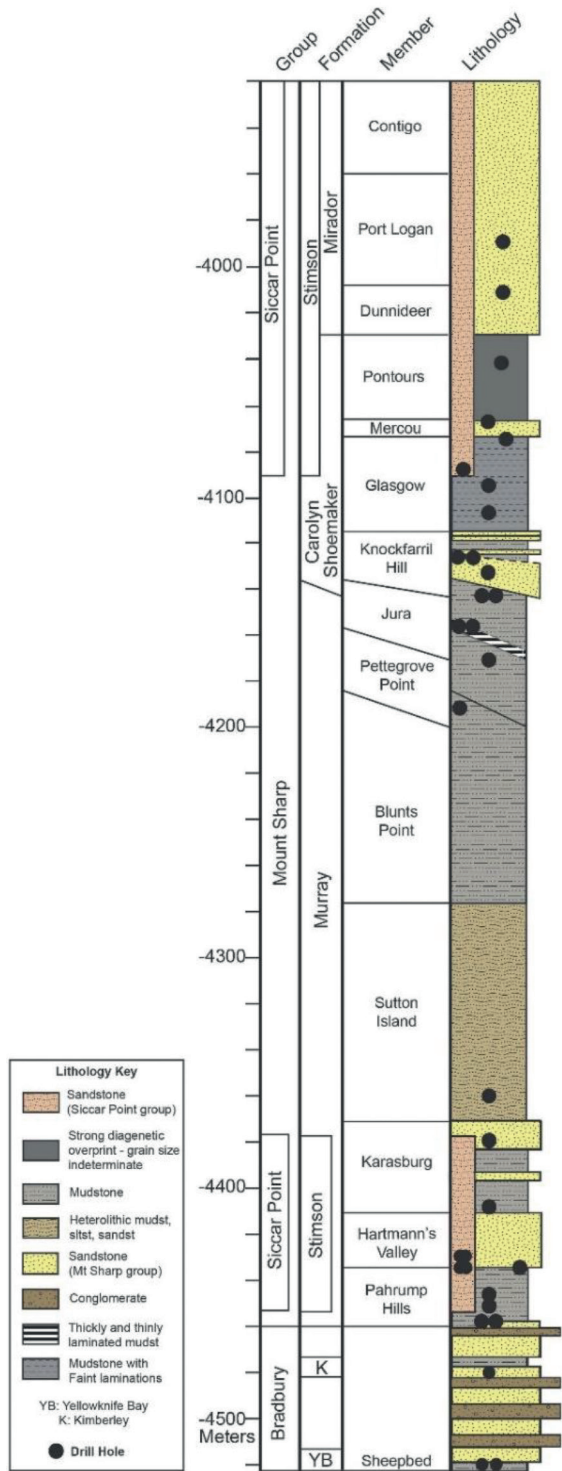 Group
Formation
Member
Lithology
Contigo
Port Logan
Mirador
Stimson
Siccar Point
-4000
Dunnideer
Pontours
Mercou
Glasgow
-4100
Carolyn
Shoemaker
Knockfarril
Hill
Jura
Pettegrove
Point
-4200
Mount Sharp
Blunts
Point
Murray
-4300
Sutton
Island
Karasburg
-4400
Siccar Point
Stimson
Hartmann's
Valley
Pahrump
Hills
Bradbury
K
-4500
Meters
YB
Sheepbed
Lithology Key
Sandstone
(Siccar Point group)
Strong diagenetic
overprint - grain size
indeterminate
Mudstone
Heterolithic mudst,
sltst, sandst
Sandstone
(Mt Sharp group)
Conglomerate
Thickly and thinly
laminated mudst
Mudstone with
Faint laminations
YB: Yellowknife Bay
K: Kimberley
Drill Hole